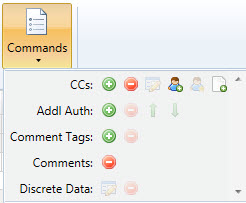 Commands
CCs:
Addl Auth:
Comment Tags:
Comments:
Discrete Data: